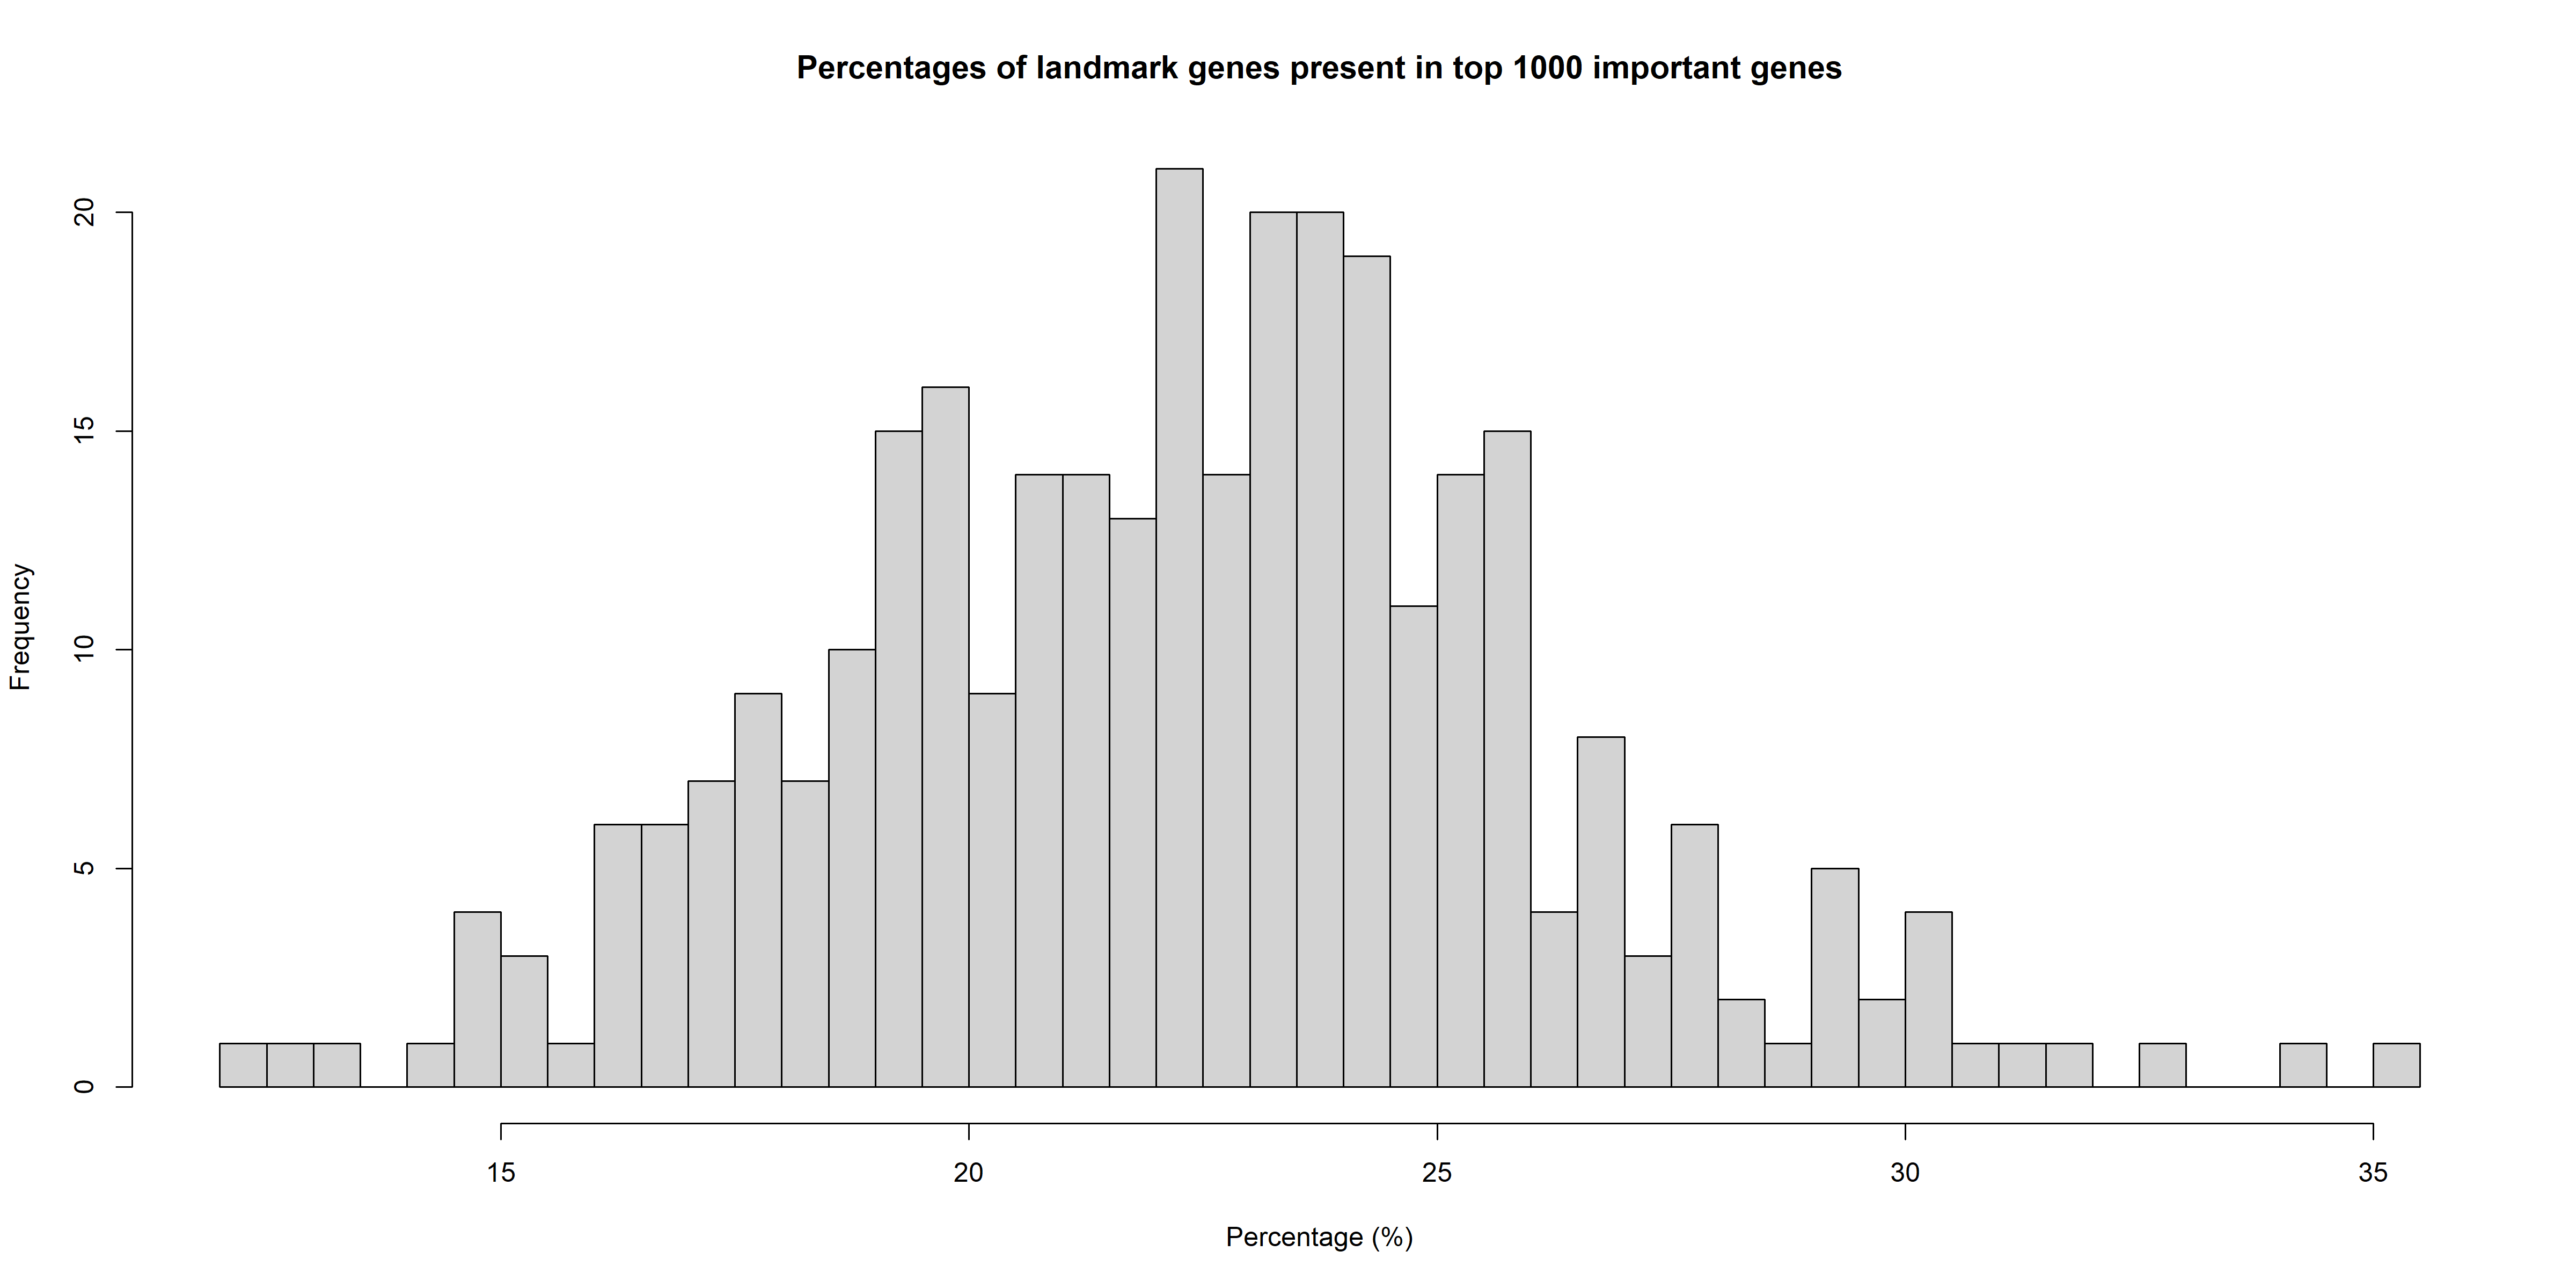 Percentages of landmark genes present in top 1000 important genes
Frequency
20
15
10
5
0
15 20 25 30 35
Percentage (%)